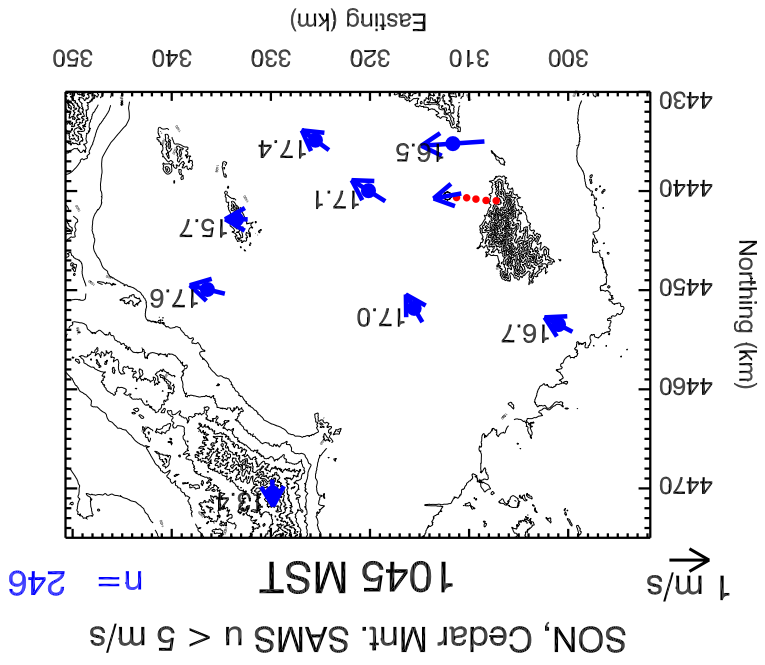 SON, Cedar Mnt. SAMS u < 5 m/s
1 m/s
1045 MST
n= 246
Northing (km)
4470
4460
4450
4440
4430
13.4
16.7
17.0
17.6
15.7
17.1
16.5
17.4
300 310 320 330 340 350
Easting (km)